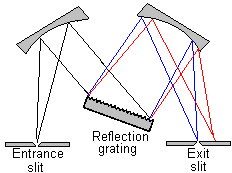 Entrance
slit
Reflection
grating
Exit
slit